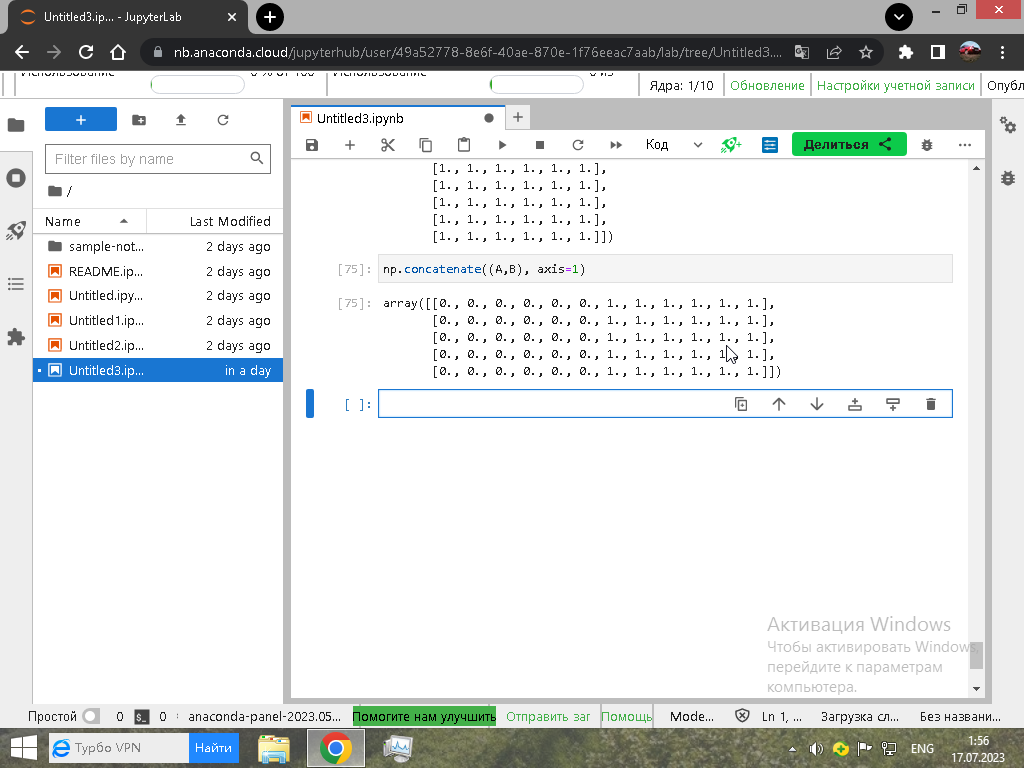 Untitled3.ip... - JupyterLab
nb.anaconda.cloud/jupyterhub/user/49a52778-8e6f-40ae-870e-1f76eeac7aab/lab/tree/Untitled3....
Использование 0 % от 100 Использование 0 из
Ядра: 1/10 Обновление Настройки учетной записи Опубл
+
Filter files by name
/
Name Last Modified
sample-not... 2 days ago
README.ip... 2 days ago
Untitled.ipy... 2 days ago
Untitled1.ip... 2 days ago
Untitled2.ip... 2 days ago
Untitled3.ip... in a day
Untitled3.ipynb
Код
Делиться
[1., 1., 1., 1., 1., 1.],
[1., 1., 1., 1., 1., 1.],
[1., 1., 1., 1., 1., 1.],
[1., 1., 1., 1., 1., 1.],
[1., 1., 1., 1., 1., 1.]])
[75]: np.concatenate((A,B), axis=1)
[75]: array([[0., 0., 0., 0., 0., 0., 1., 1., 1., 1., 1., 1.],
[0., 0., 0., 0., 0., 0., 1., 1., 1., 1., 1., 1.],
[0., 0., 0., 0., 0., 0., 1., 1., 1., 1., 1., 1.],
[0., 0., 0., 0., 0., 0., 1., 1., 1., 1., 1., 1.],
[0., 0., 0., 0., 0., 0., 1., 1., 1., 1., 1., 1.]])
[ ]:
Активация Windows
Чтобы активировать Windows,
перейдите к параметрам
компьютера.
Простой 0 $_ 0 anaconda-panel-2023.05... Помогите нам улучшить Отправить заг Помощь Mode... Ln 1, ... Загрузка сл... Без названи...
Турбо VPN Найти
ENG
1:56
17.07.2023